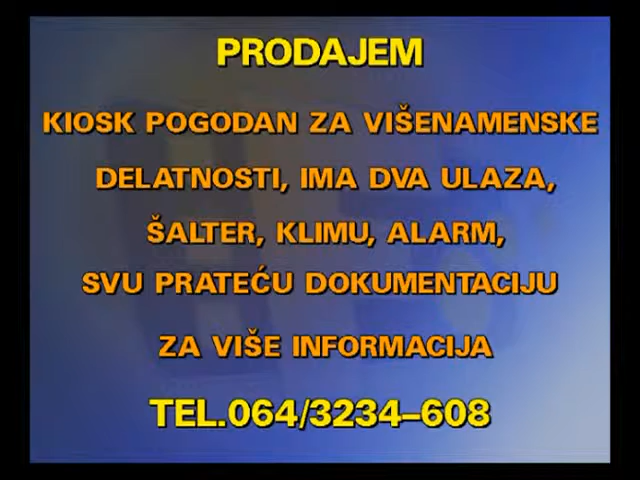 PRODAJEM
KIOSK POGODAN ZA VIŠENAMENSKE
DELATNOSTI, IMA DVA ULAZA,
ŠALTER, KLIMU, ALARM,
SVU PRATEĆU DOKUMENTACIJU
ZA VIŠE INFORMACIJA
TEL.064/3234–608